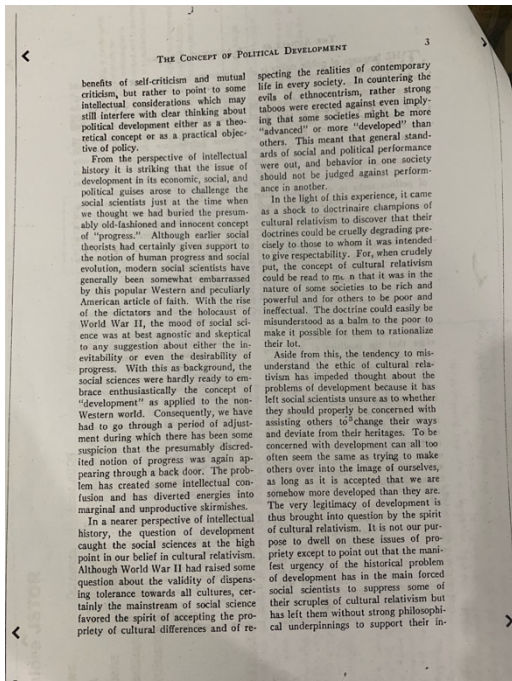 THE CONCEPT OF POLITICAL DEVELOPMENT
3
benefits of self-criticism and mutual
criticism, but rather to point to some
intellectual considerations which may
still interfere with clear thinking about
political development either as a theo-
retical concept or as a practical objec-
tive of policy.
From the perspective of intellectual
history it is striking that the issue of
development in its economic, social, and
political guises arose to challenge the
social scientists just at the time when
we thought we had buried the presum-
ably old-fashioned and innocent concept
of "progress." Although earlier social
theorists had certainly given support to
the notion of human progress and social
evolution, modern social scientists have
generally been somewhat embarrassed
by this popular Western and peculiarly
American article of faith. With the rise
of the dictators and the holocaust of
World War II, the mood of social sci-
ence was at best agnostic and skeptical
to any suggestion about either the in-
evitability or even the desirability of
progress. With this as background, the
social sciences were hardly ready to em-
brace enthusiastically the concept of
"development" as applied to the non-
Western world. Consequently, we have
had to go through a period of adjust-
ment during which there has been some
suspicion that the presumably discred-
ited notion of progress was again ap-
pearing through a back door. The prob-
lem has created some intellectual con-
fusion and has diverted energies into
marginal and unproductive skirmishes.
In a nearer perspective of intellectual
history, the question of development
caught the social sciences at the high
point in our belief in cultural relativism.
Although World War II had raised some
question about the validity of dispens-
ing tolerance towards all cultures, cer-
tainly the mainstream of social science
favored the spirit of accepting the pro-
priety of cultural differences and of re-
specting the realities of contemporary
life in every society. In countering the
evils of ethnocentrism, rather strong
taboos were erected against even imply-
ing that some societies might be more
"advanced" or more "developed" than
others. This meant that general stand-
ards of social and political performance
were out, and behavior in one society
should not be judged against perform-
ance in another.
In the light of this experience, it came
as a shock to doctrinaire champions of
cultural relativism to discover that their
doctrines could be cruelly degrading pre-
cisely to those to whom it was intended
to give respectability. For, when crudely
put, the concept of cultural relativism
could be read to me n that it was in the
nature of some societies to be rich and
powerful and for others to be poor and
ineffectual. The doctrine could easily be
misunderstood as a balm to the poor to
make it possible for them to rationalize
their lot.
Aside from this, the tendency to mis-
understand the ethic of cultural rela-
tivism has impeded thought about the
problems of development because it has
left social scientists unsure as to whether
they should properly be concerned with
assisting others to change their ways
and deviate from their heritages. To be
concerned with development can all too
often seem the same as trying to make
others over into the image of ourselves,
as long as it is accepted that we are
somehow more developed than they are.
The very legitimacy of development is
thus brought into question by the spirit
of cultural relativism. It is not our pur-
pose to dwell on these issues of pro-
priety except to point out that the mani-
fest urgency of the historical problem
of development has in the main forced
social scientists to suppress some of
their scruples of cultural relativism but
has left them without strong philosophi-
cal underpinnings to support their in-